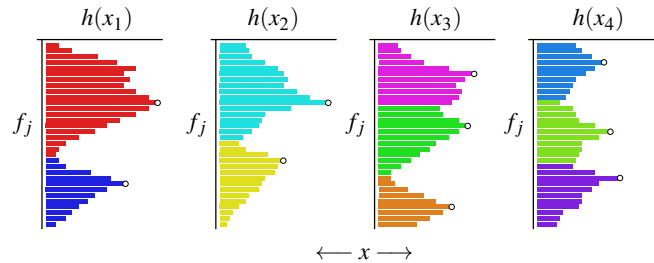 h(x₁) h(x₂) h(x₃) h(x₄)
fⱼ fⱼ fⱼ fⱼ
⟵ x ⟶